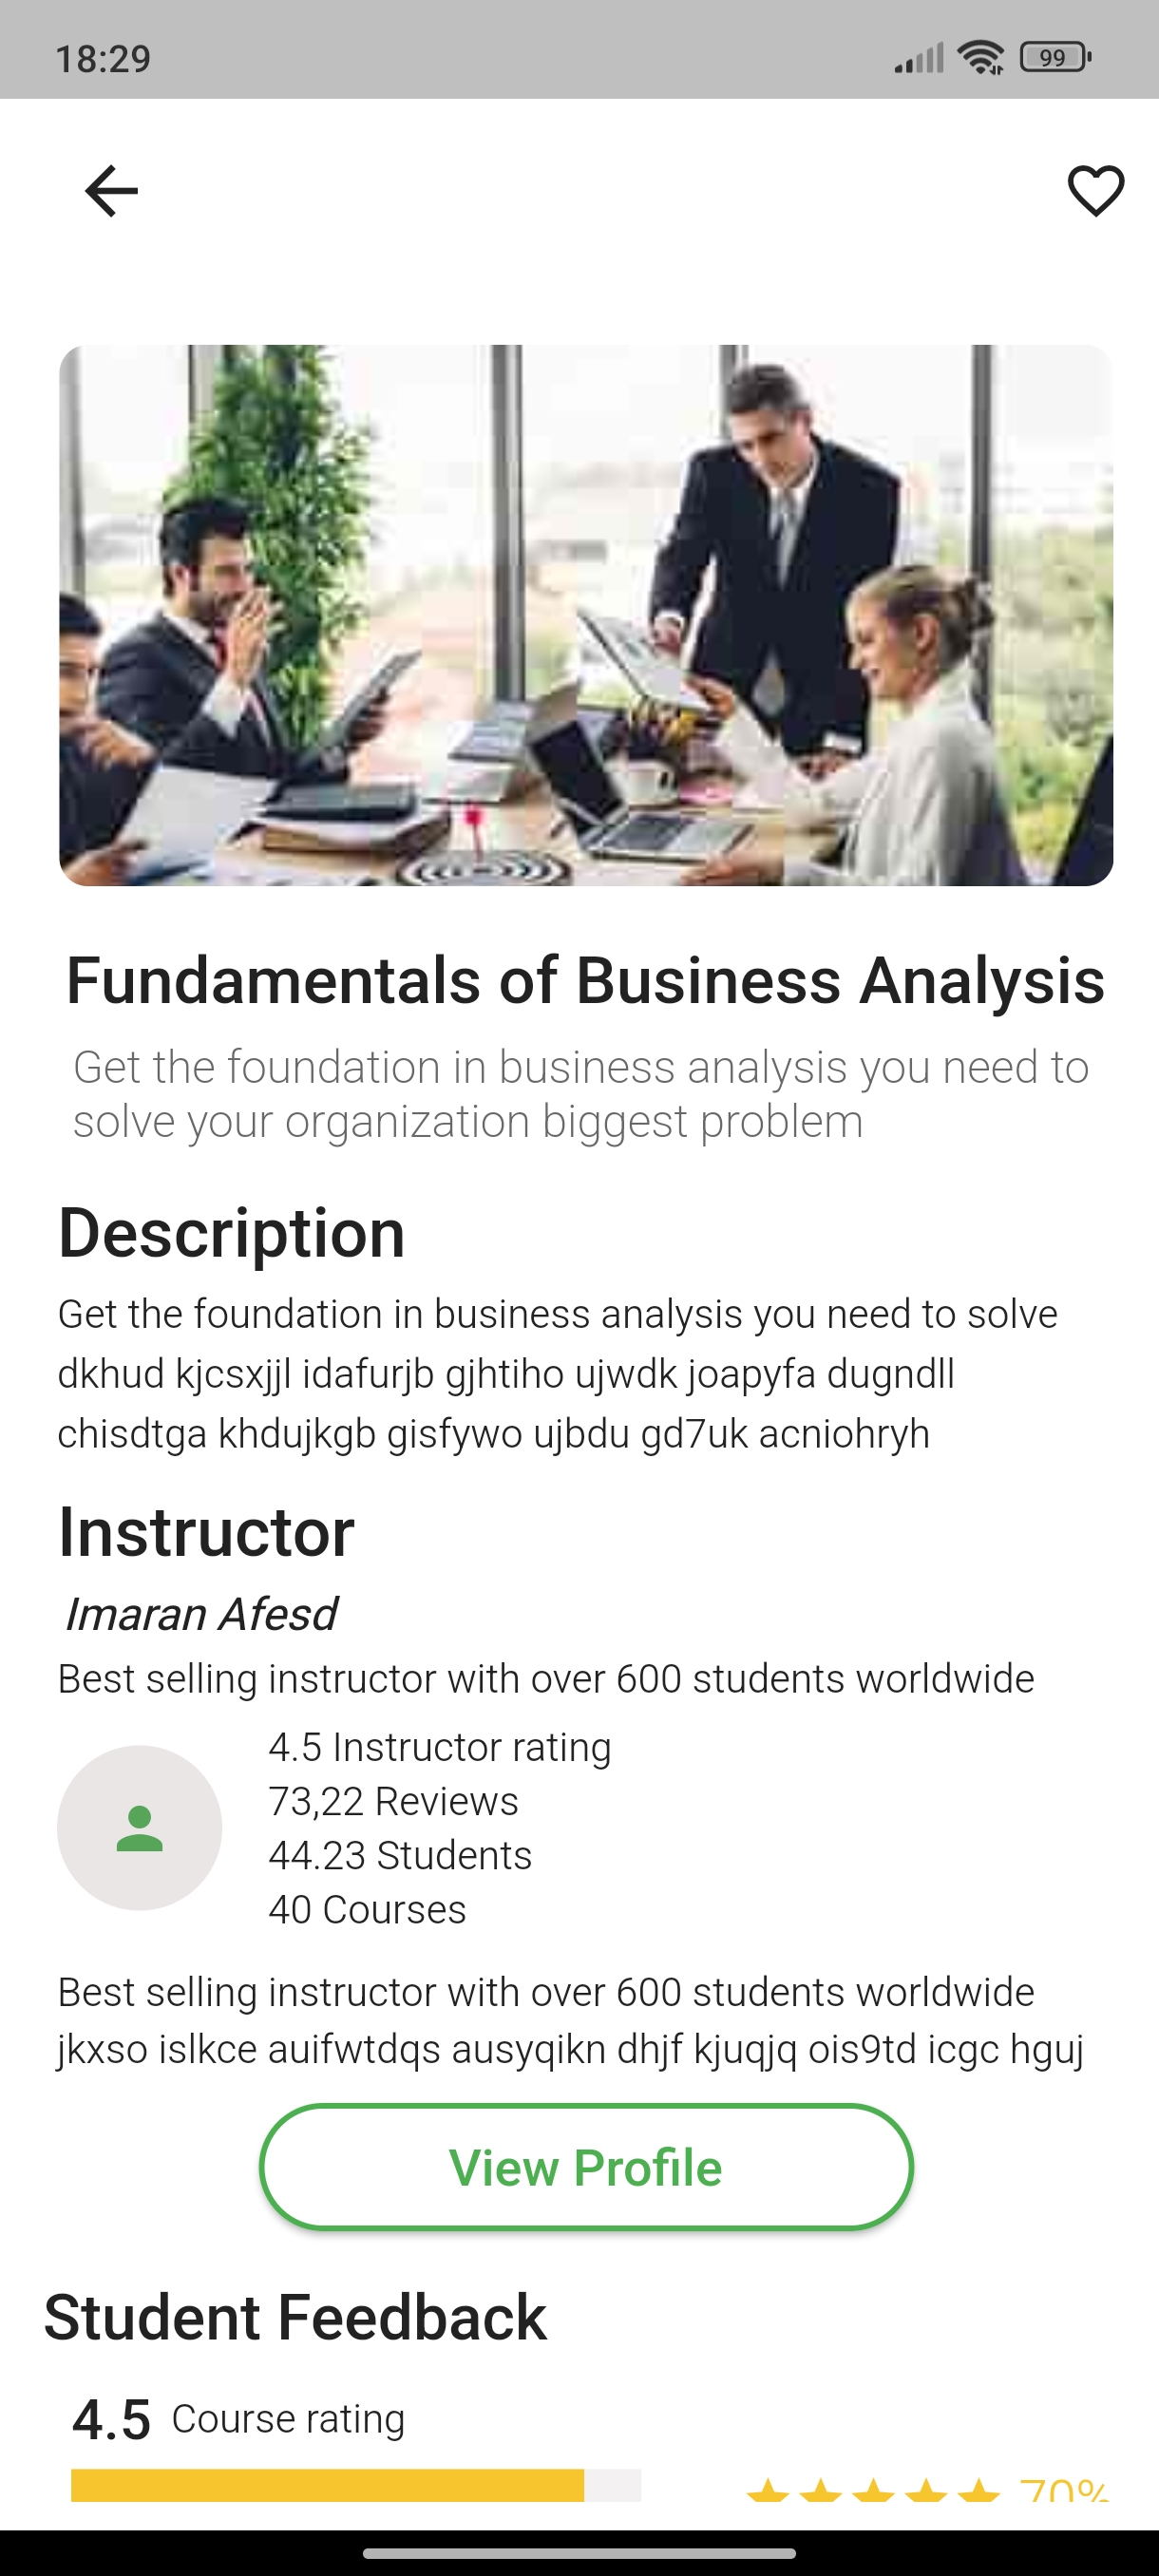 18:29
99
Fundamentals of Business Analysis
Get the foundation in business analysis you need to
solve your organization biggest problem
Description
Get the foundation in business analysis you need to solve
dkhud kjcsxjjl idafurjb gjhtiho ujwdk joapyfa dugndll
chisdtga khdujkgb gisfywo ujbdu gd7uk acniohryh
Instructor
Imaran Afesd
Best selling instructor with over 600 students worldwide
4.5 Instructor rating
73,22 Reviews
44.23 Students
40 Courses
Best selling instructor with over 600 students worldwide
jkxso islkce auifwtdqs ausyqikn dhjf kjuqjq ois9td icgc hguj
View Profile
Student Feedback
4.5 Course rating
70%